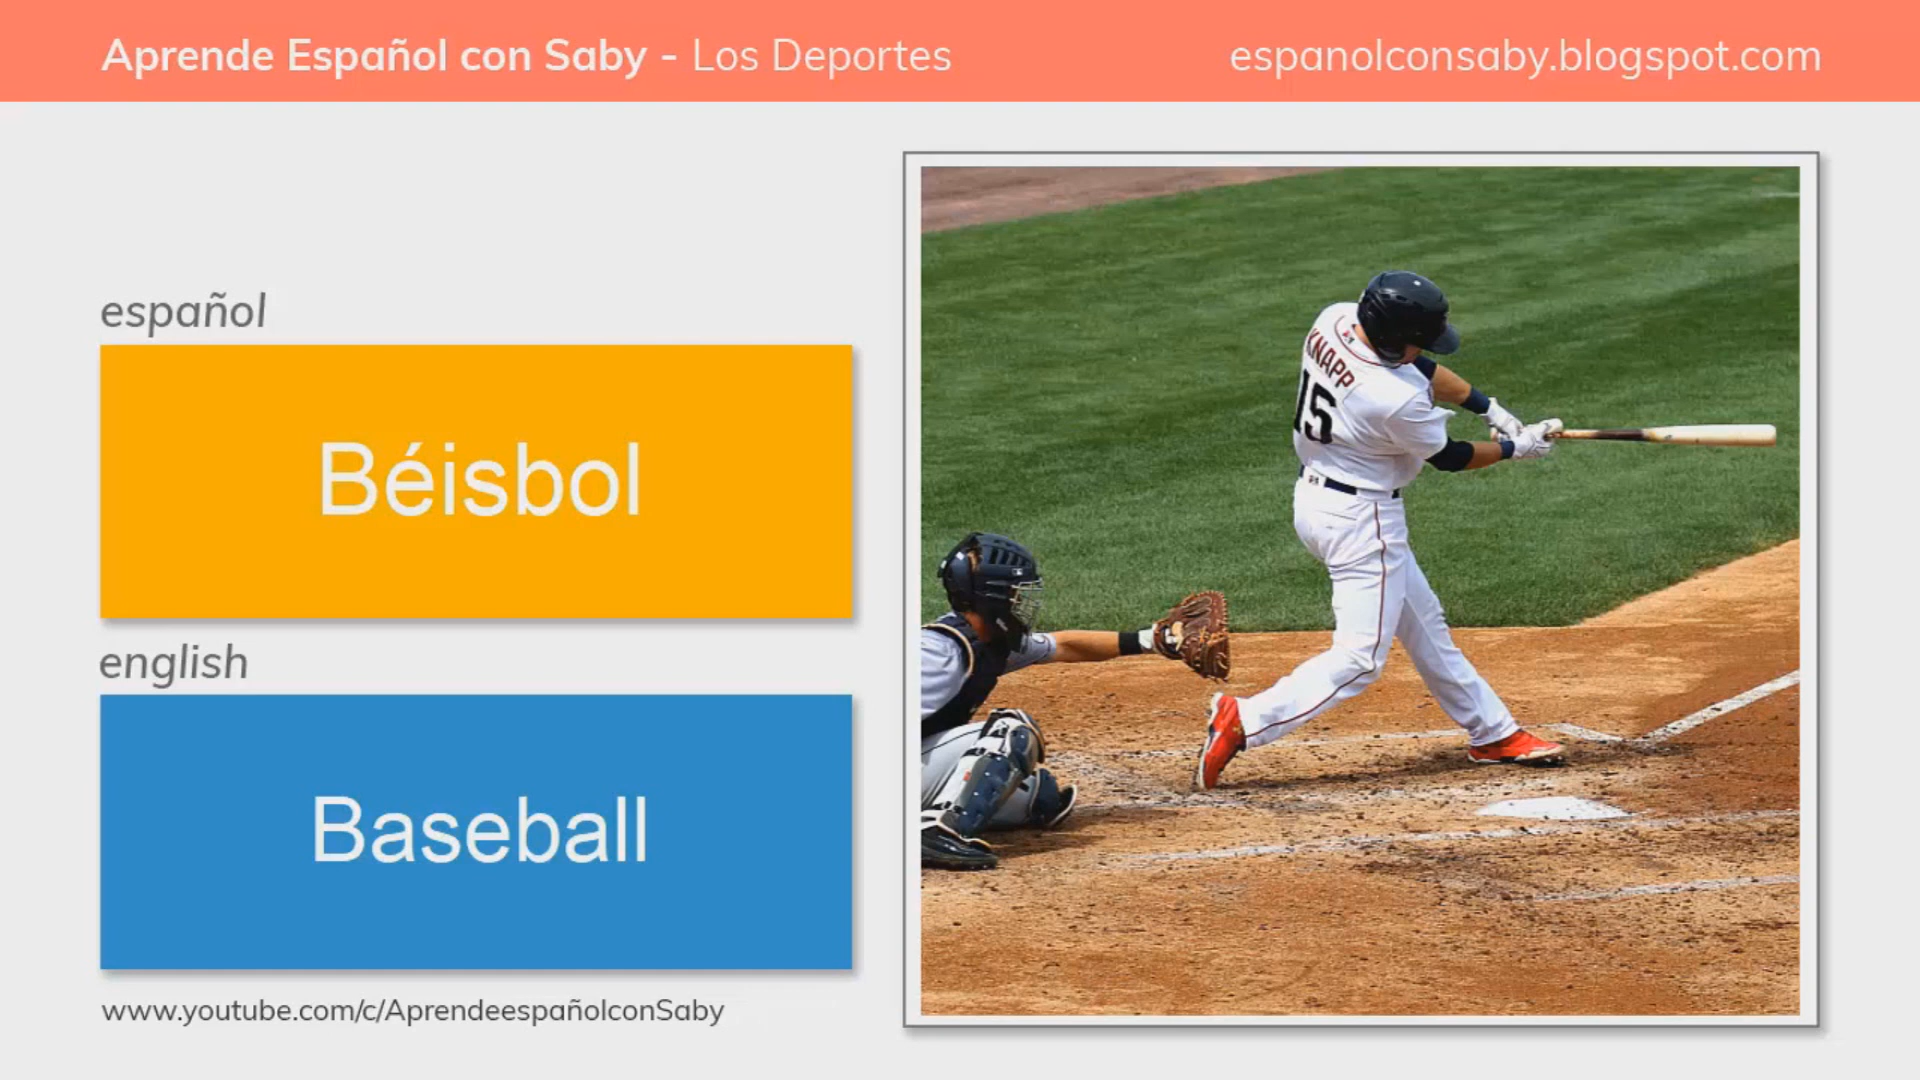 Aprende Español con Saby - Los Deportes
espanolconsaby.blogspot.com
español
Béisbol
english
Baseball
www.youtube.com/c/AprendeespañolconSaby
KNAPP
15